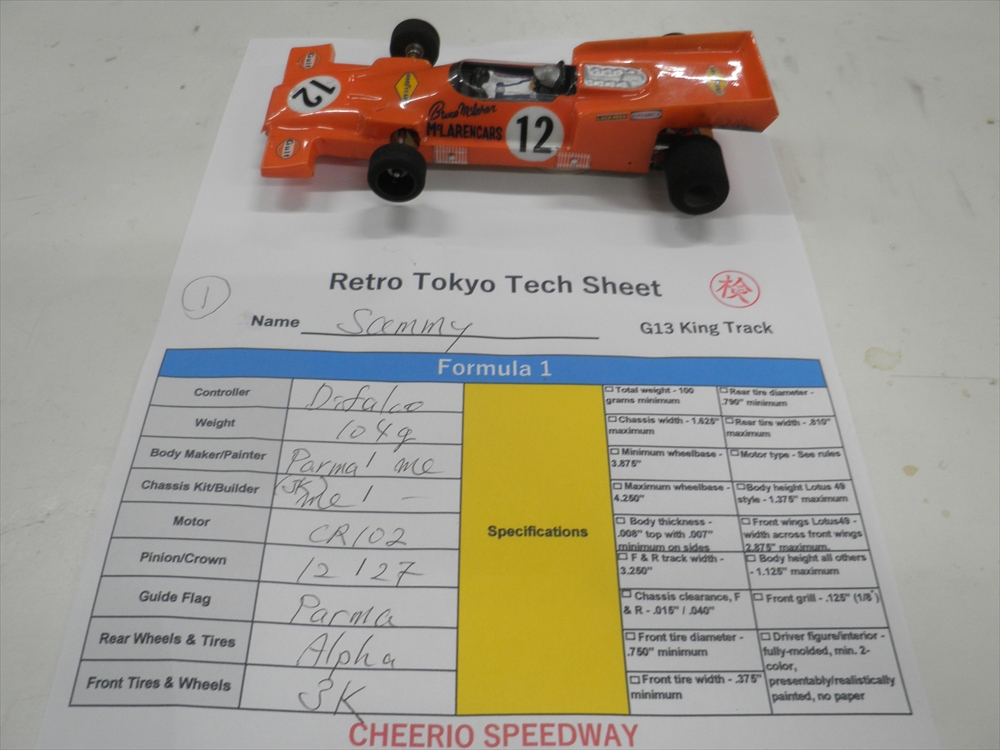 Gulf
12
Gulf
Bruce McLaren
McLARENCARS
12
Retro Tokyo Tech Sheet
検
1
Name Sammy
G13 King Track
Formula 1
Controller Difalco
Weight 104g
Body Maker/Painter Parma / me
Chassis Kit/Builder (JK) me / -
Motor CR102
Pinion/Crown 12 / 27
Guide Flag Parma
Rear Wheels & Tires Alpha
Front Tires & Wheels JK
Specifications
Total weight - 100 grams minimum
Rear tire diameter - .790" minimum
Chassis width - 1.625" maximum
Rear tire width - .810" maximum
Minimum wheelbase - 3.875"
Motor type - See rules
Maximum wheelbase - 4.250"
Body height Lotus 49 style - 1.375" maximum
Body thickness - .008" top with .007" minimum on sides
Front wings Lotus49 - width across front wings 2.875" maximum.
F & R track width - 3.250"
Body height all others - 1.125" maximum
Chassis clearance, F & R - .015" / .040"
Front grill - .125" (1/8")
Front tire diameter - .750" minimum
Driver figure/interior - fully-molded, min. 2-color, presentably/realistically painted, no paper
Front tire width - .375" minimum
CHEERIO SPEEDWAY